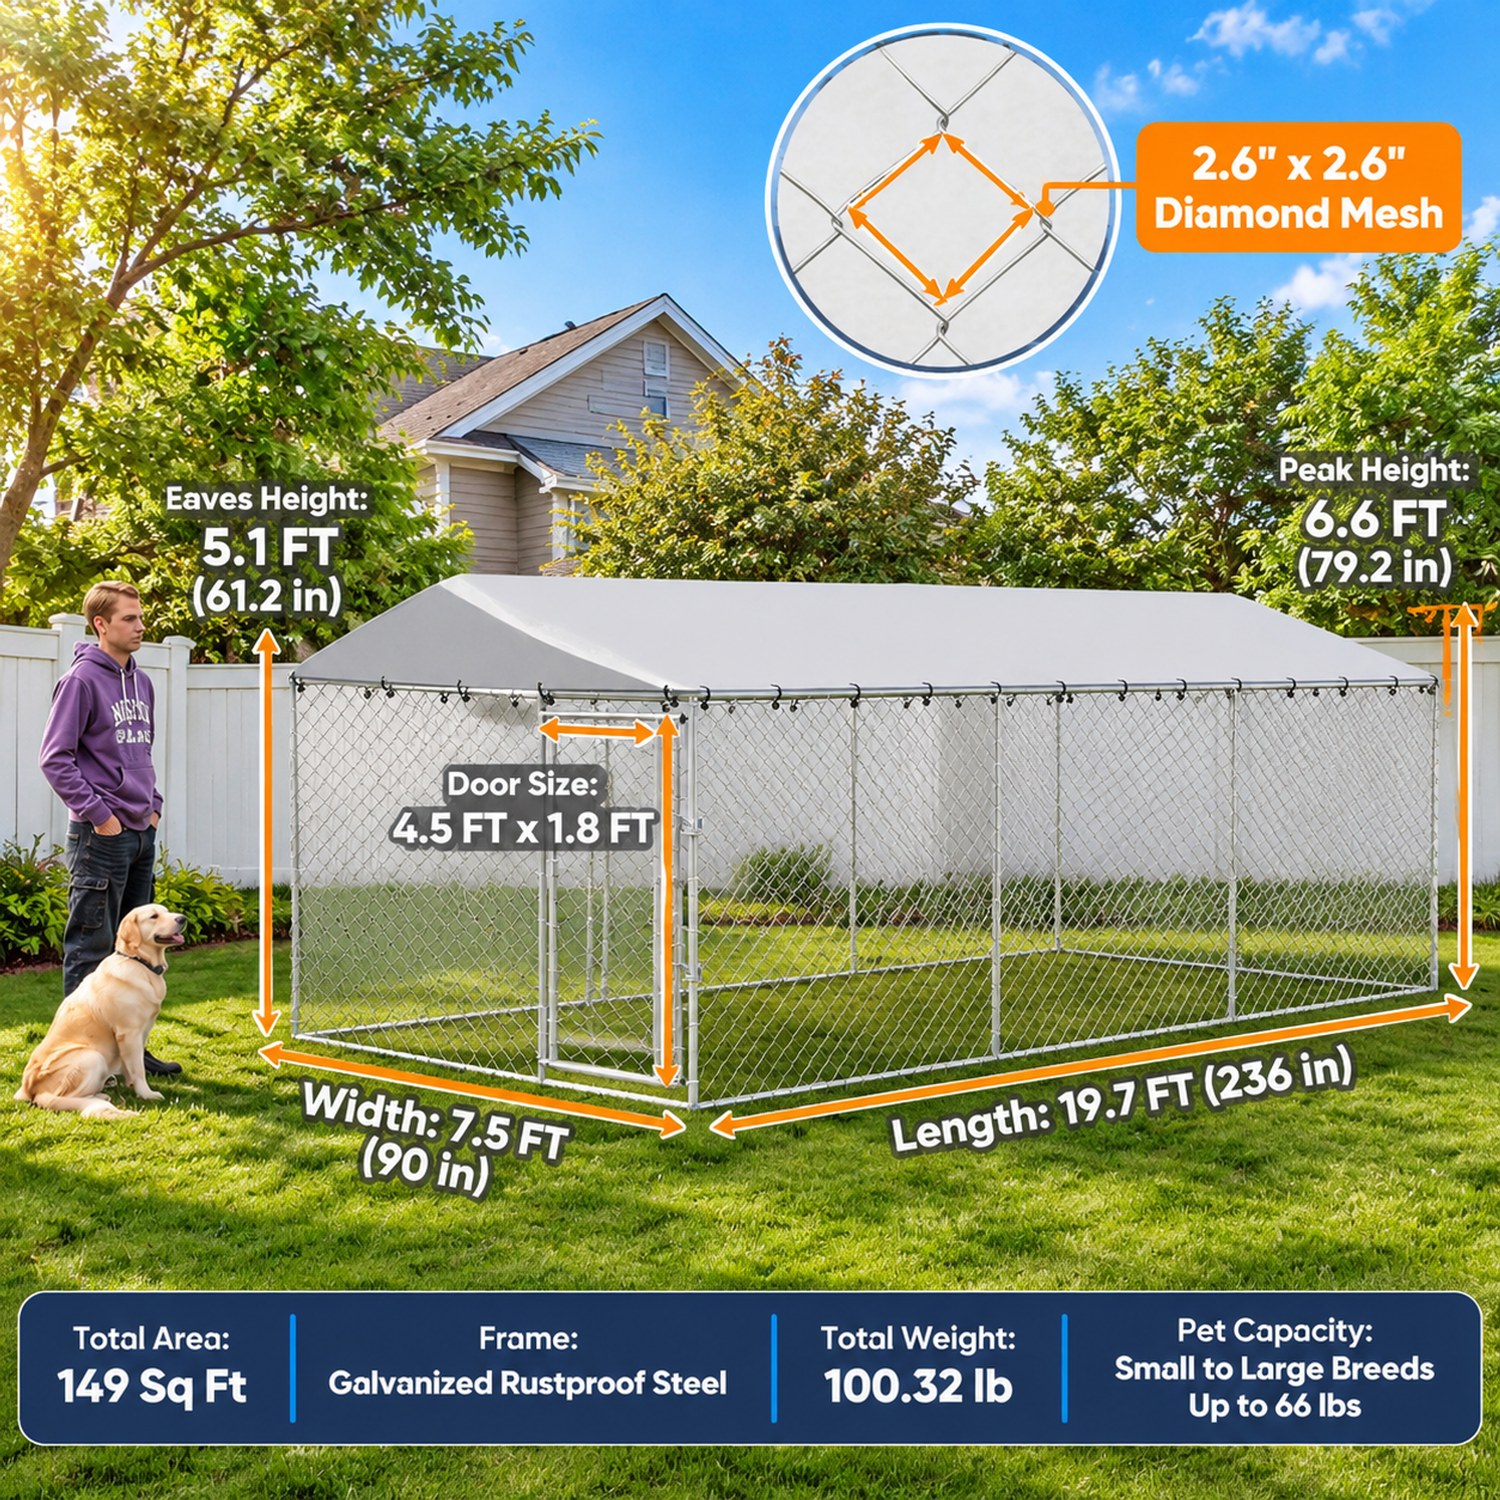 2.6" x 2.6"
Diamond Mesh
Peak Height:
6.6 FT
(79.2 in)
Eaves Height:
5.1 FT
(61.2 in)
Door Size:
4.5 FT x 1.8 FT
Width: 7.5 FT
(90 in)
Length: 19.7 FT (236 in)
Total Area:
149 Sq Ft
Frame:
Galvanized Rustproof Steel
Total Weight:
100.32 lb
Pet Capacity:
Small to Large Breeds
Up to 66 lbs